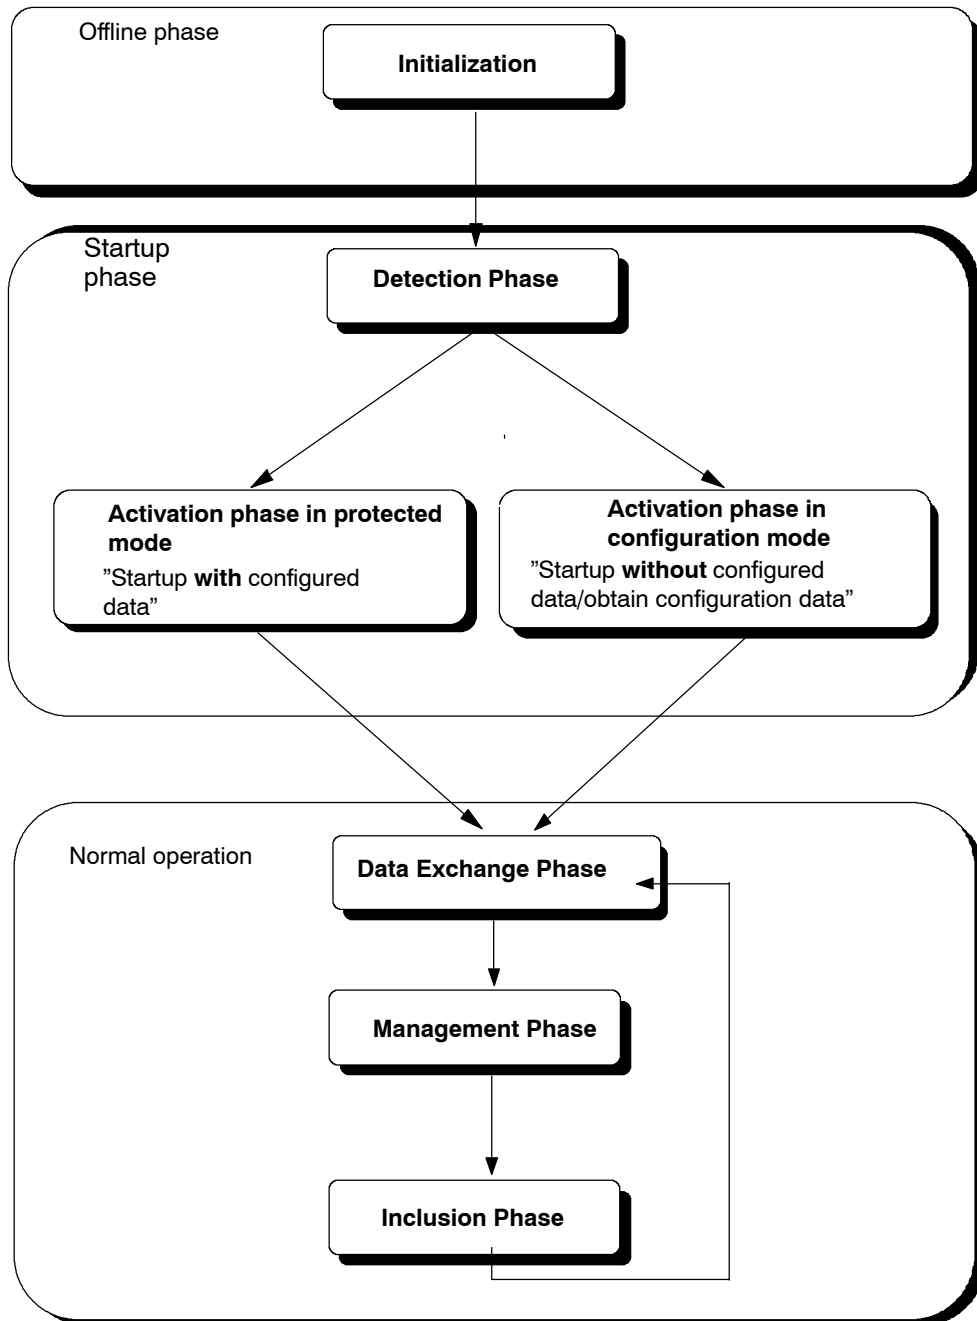 Offline phase
Initialization
Startup
phase
Detection Phase
Activation phase in protected
mode
”Startup with configured
data”
Activation phase in
configuration mode
”Startup without configured
data/obtain configuration data”
Normal operation
Data Exchange Phase
Management Phase
Inclusion Phase